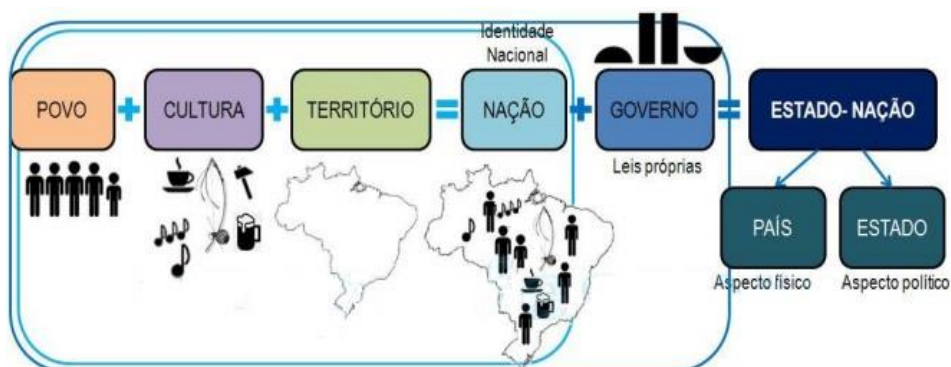 Identidade
Nacional
POVO + CULTURA + TERRITÓRIO = NAÇÃO + GOVERNO = ESTADO- NAÇÃO
Leis próprias
PAÍS
ESTADO
Aspecto físico
Aspecto político